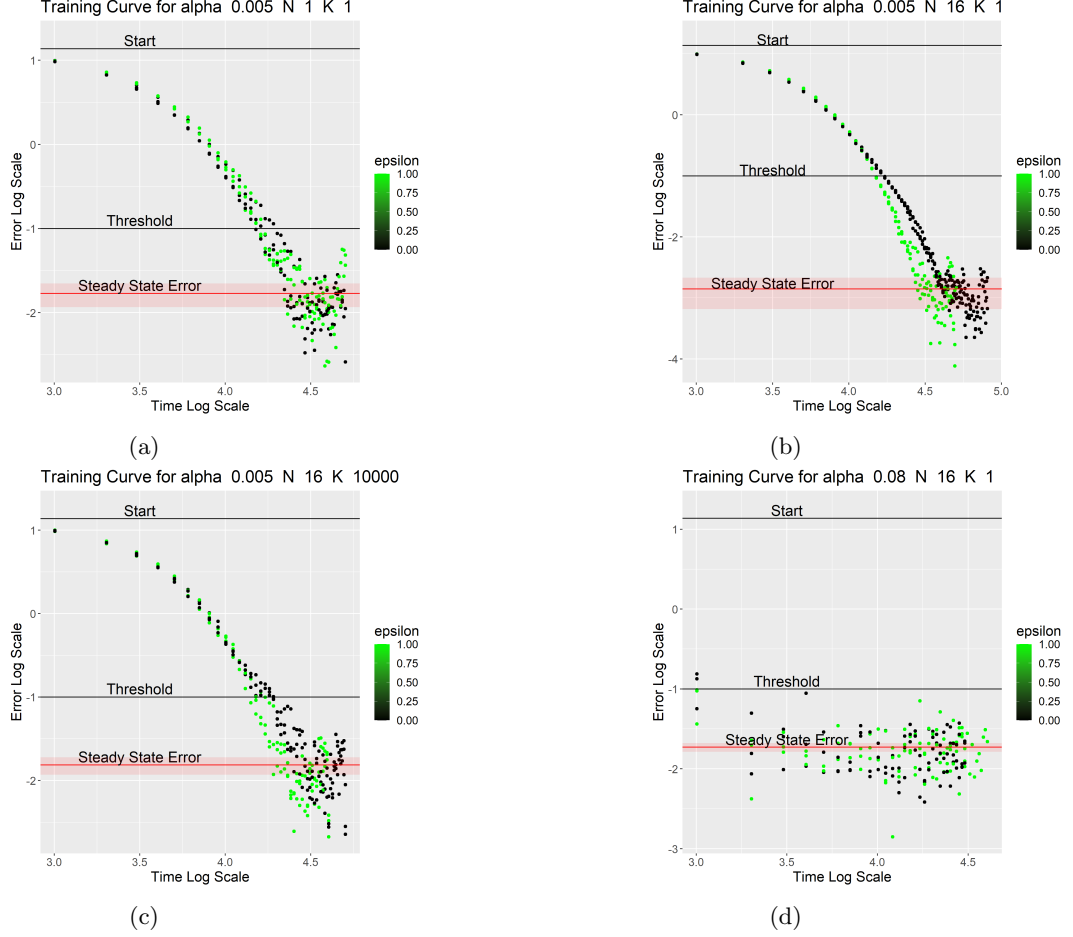 Training Curve for alpha 0.005 N 1 K 1
Error Log Scale
1
0
-1
-2
Start
Threshold
Steady State Error
3.0 3.5 4.0 4.5
Time Log Scale
epsilon
1.00
0.75
0.50
0.25
0.00
(a)
Training Curve for alpha 0.005 N 16 K 1
Error Log Scale
0
-2
-4
Start
Threshold
Steady State Error
3.0 3.5 4.0 4.5 5.0
Time Log Scale
epsilon
1.00
0.75
0.50
0.25
0.00
(b)
Training Curve for alpha 0.005 N 16 K 10000
Error Log Scale
1
0
-1
-2
Start
Threshold
Steady State Error
3.0 3.5 4.0 4.5
Time Log Scale
epsilon
1.00
0.75
0.50
0.25
0.00
(c)
Training Curve for alpha 0.08 N 16 K 1
Error Log Scale
1
0
-1
-2
-3
Start
Threshold
Steady State Error
3.0 3.5 4.0 4.5
Time Log Scale
epsilon
1.00
0.75
0.50
0.25
0.00
(d)